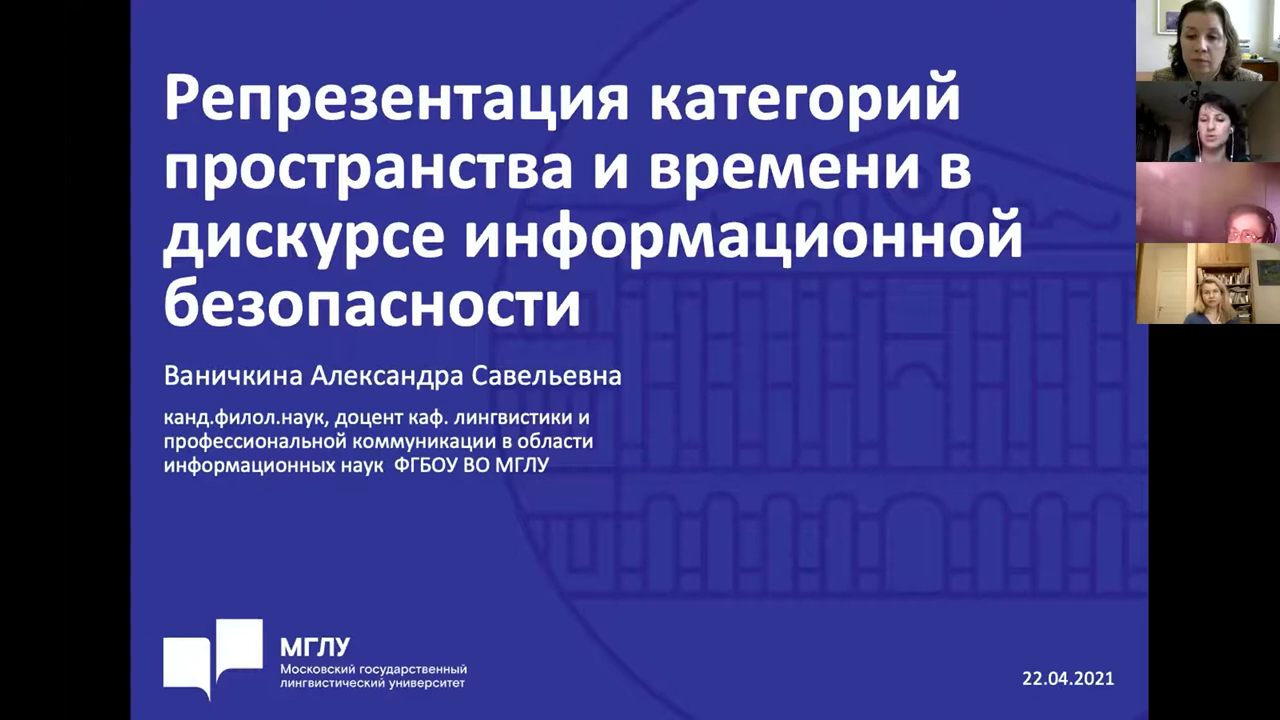 Репрезентация категорий
пространства и времени в
дискурсе информационной
безопасности
Ваничкина Александра Савельевна
канд.филол.наук, доцент каф. лингвистики и
профессиональной коммуникации в области
информационных наук ФГБОУ ВО МГЛУ
МГЛУ
Московский государственный
лингвистический университет
22.04.2021